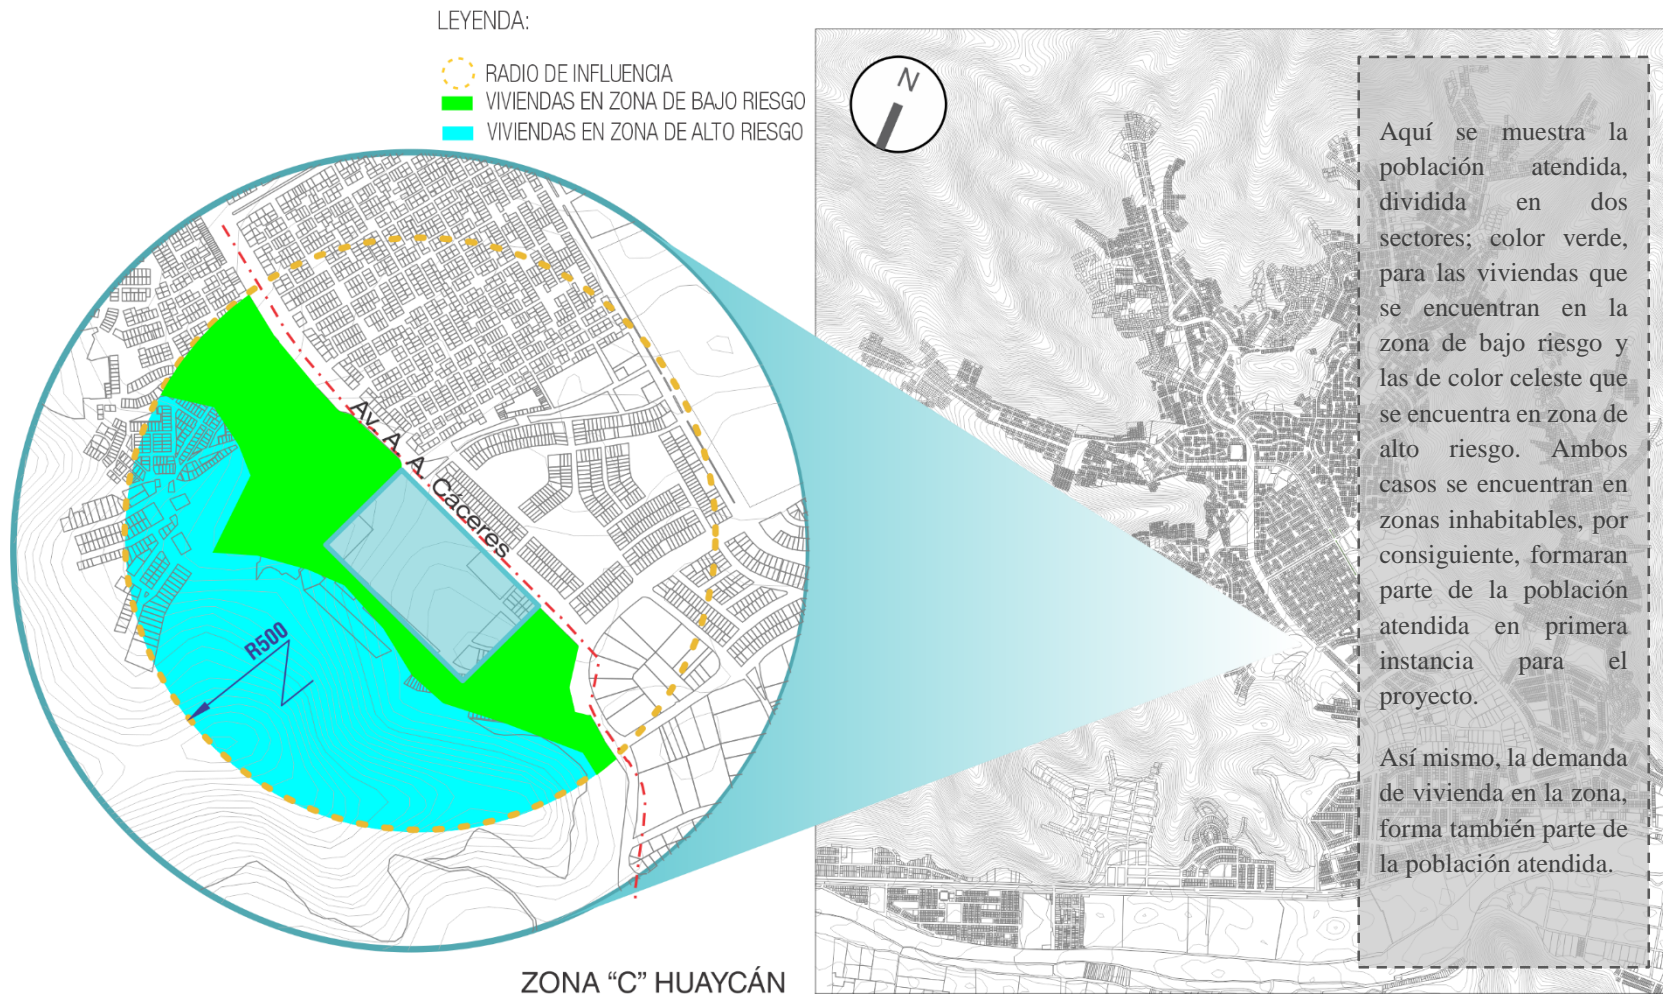 LEYENDA:
RADIO DE INFLUENCIA
VIVIENDAS EN ZONA DE BAJO RIESGO
VIVIENDAS EN ZONA DE ALTO RIESGO
Av. A. A. Cáceres
R500
ZONA “C” HUAYCÁN
N
Aquí se muestra la
población atendida,
dividida en dos
sectores; color verde,
para las viviendas que
se encuentran en la
zona de bajo riesgo y
las de color celeste que
se encuentra en zona de
alto riesgo. Ambos
casos se encuentran en
zonas inhabitables, por
consiguiente, formaran
parte de la población
atendida en primera
instancia para el
proyecto.
Así mismo, la demanda
de vivienda en la zona,
forma también parte de
la población atendida.